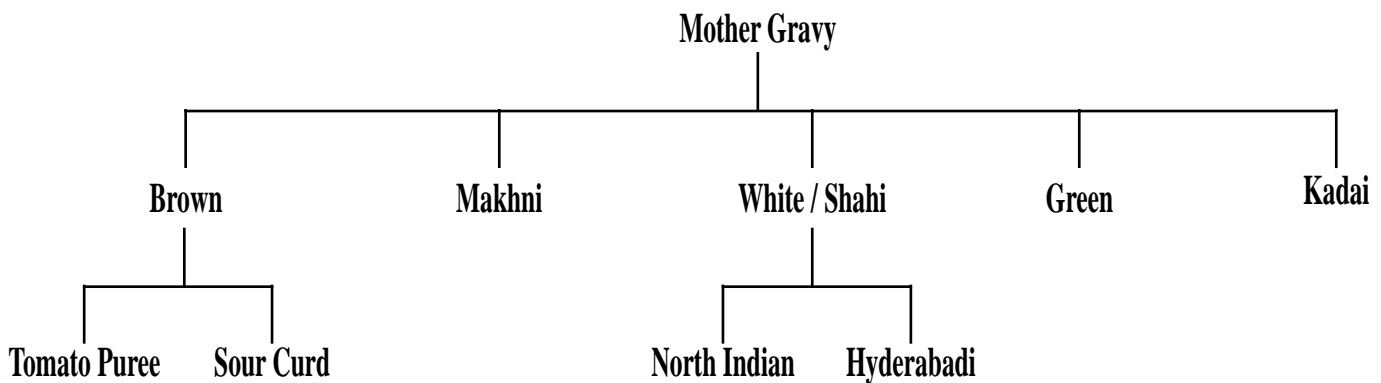 Mother Gravy
Brown Makhni White / Shahi Green Kadai
Tomato Puree Sour Curd North Indian Hyderabadi